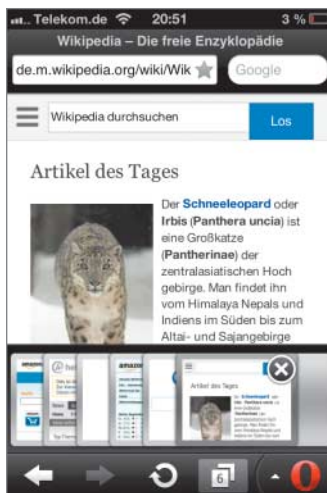 Telekom.de 20:51 3 %
Wikipedia – Die freie Enzyklopädie
de.m.wikipedia.org/wiki/Wik Google
Wikipedia durchsuchen Los
Artikel des Tages
Der Schneeleopard oder
Irbis (Panthera uncia) ist
eine Großkatze
(Pantherinae) der
zentralasiatischen Hoch
gebirge. Man findet ihn
vom Himalaya Nepals und
Indiens im Süden bis zum
Altai- und Sajangebirge
amazon
Artikel des Tages
6